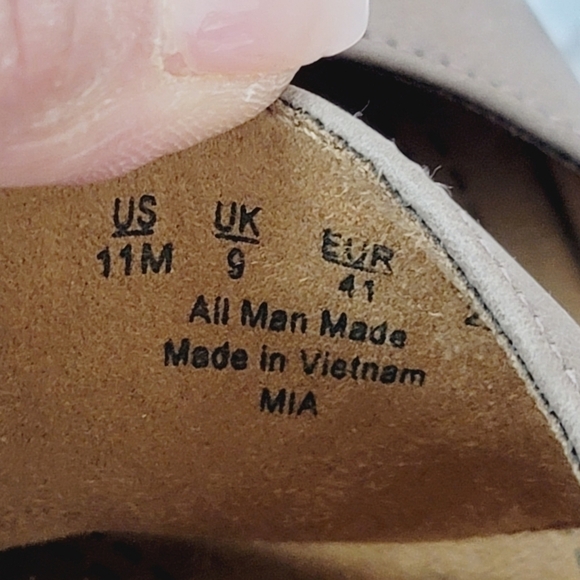 US UK EUR
11M 9 41
All Man Made
Made in Vietnam
MIA